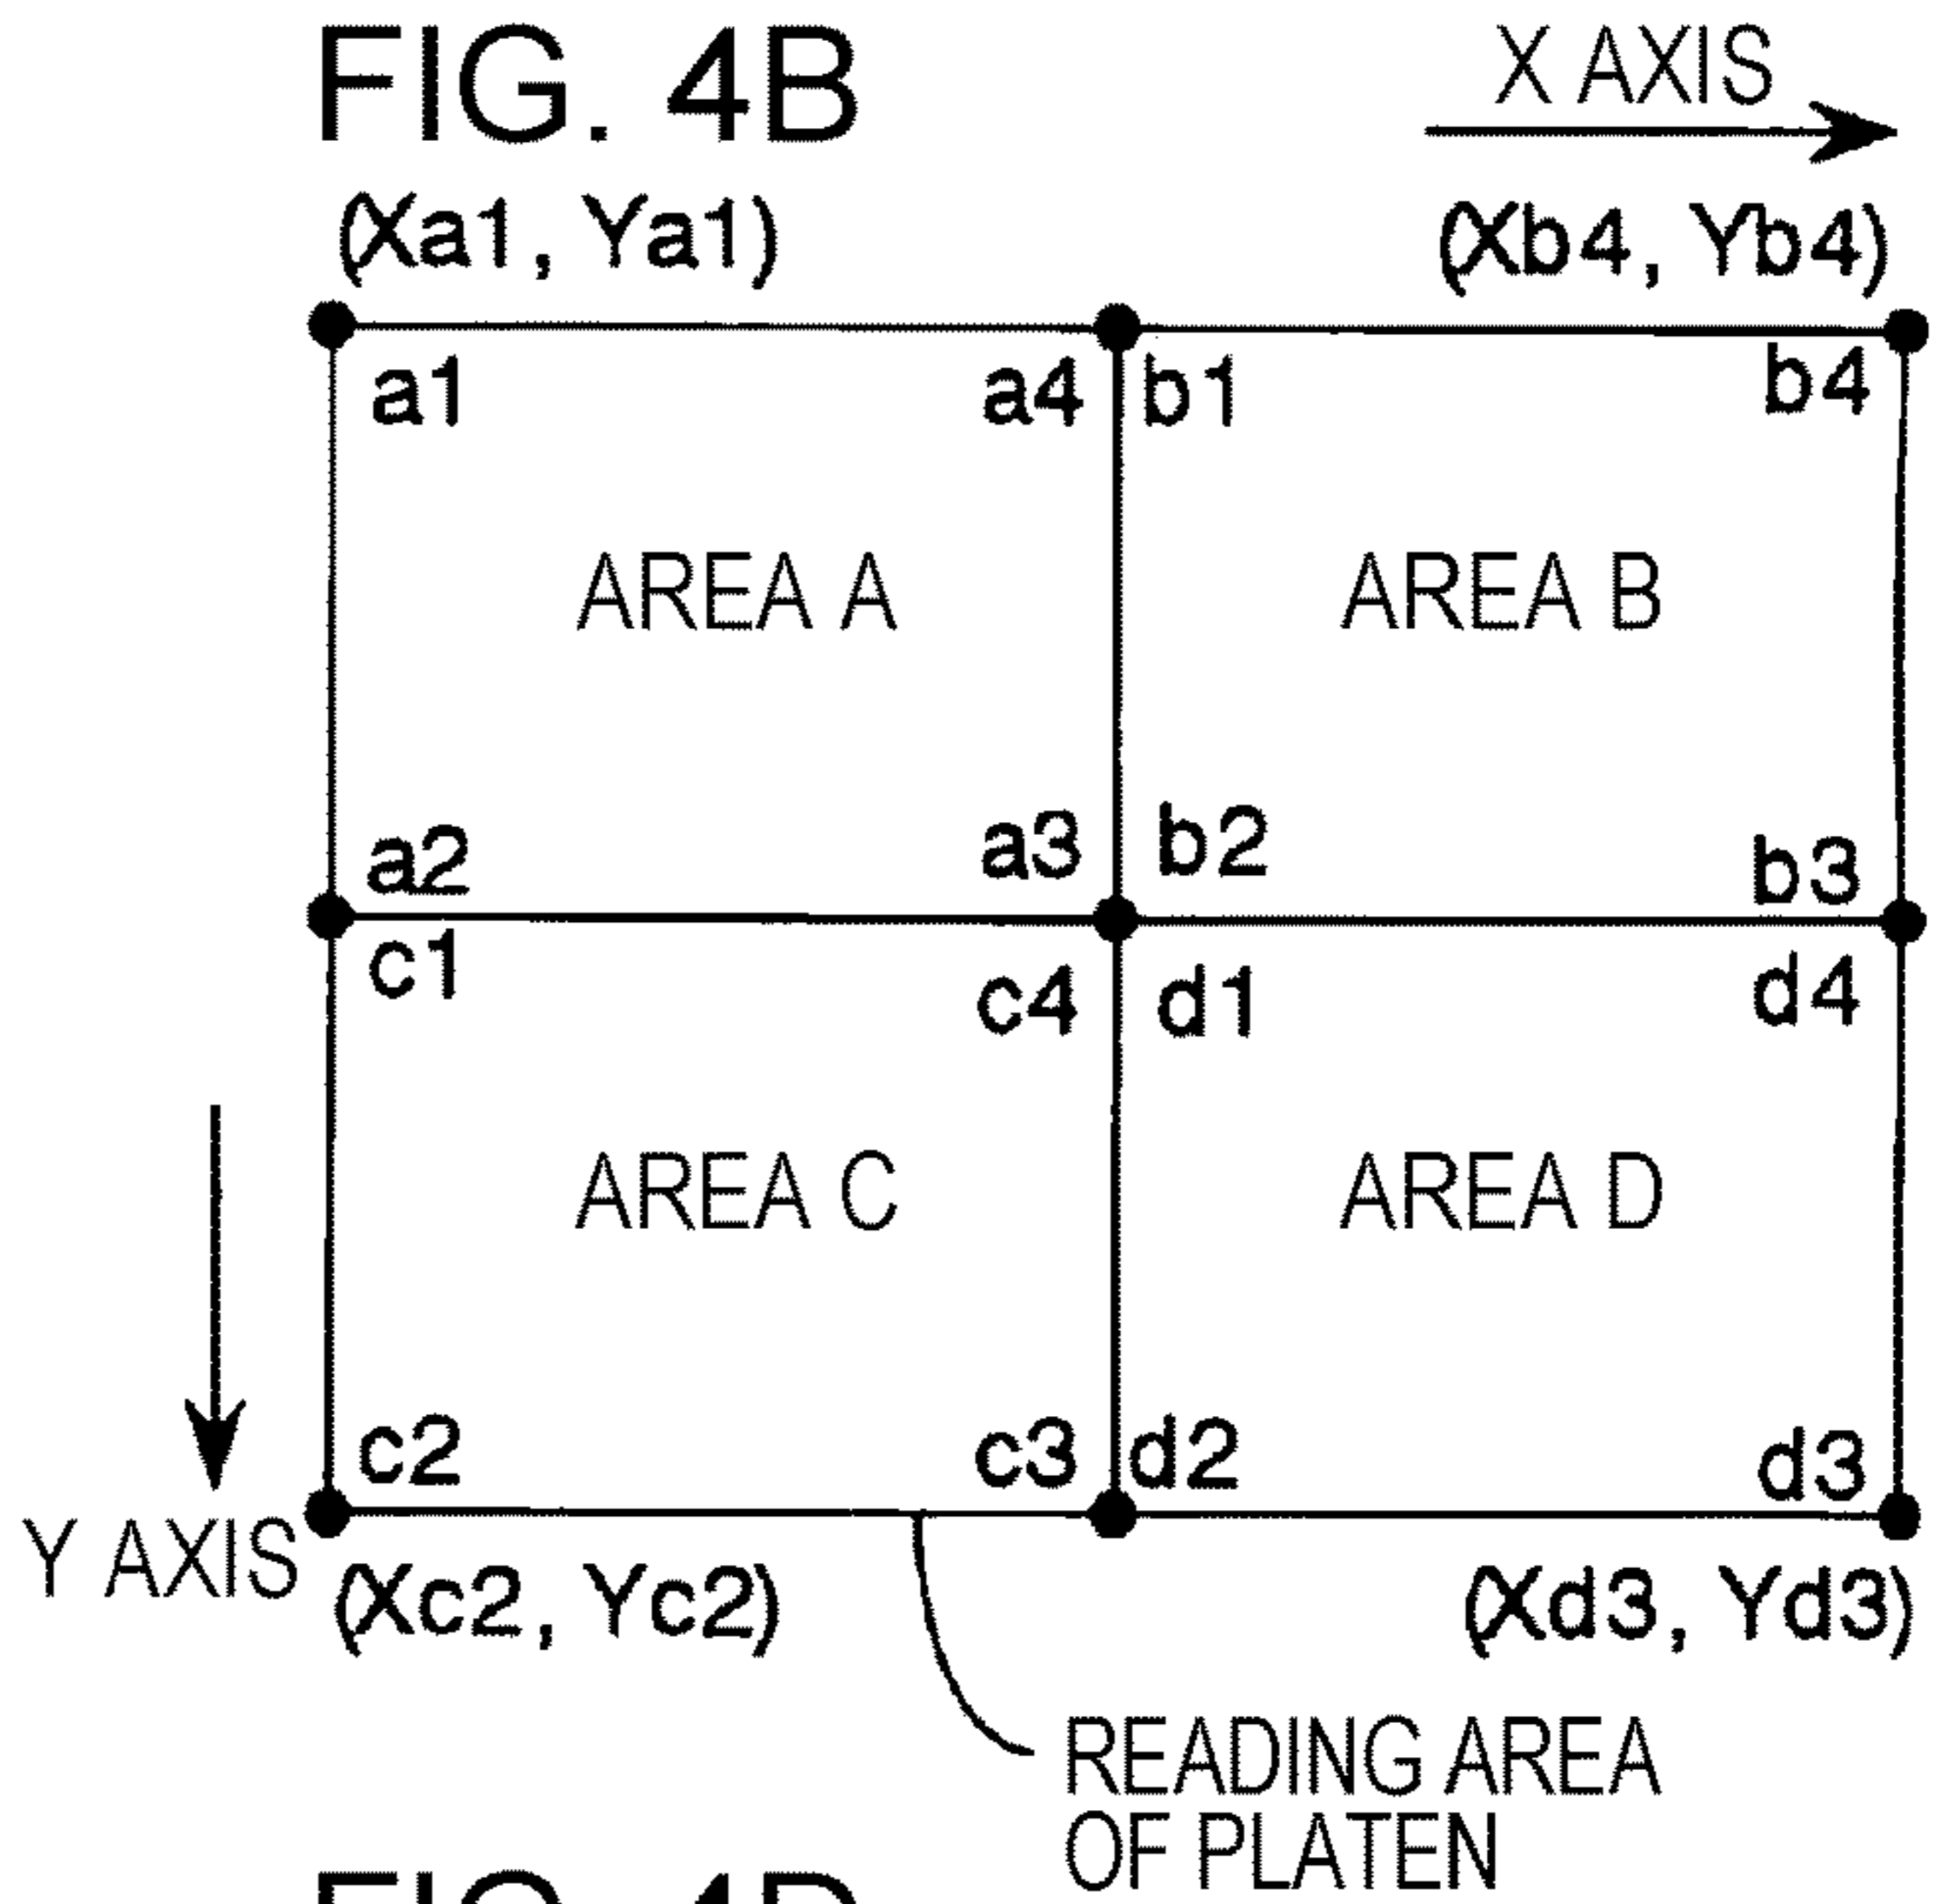 FIG. 4B
X AXIS
(Xa1, Ya1)
(Xb4, Yb4)
a1
a4
b1
b4
AREA A
AREA B
a2
a3
b2
b3
c1
c4
d1
d4
AREA C
AREA D
c2
c3
d2
d3
Y AXIS
(Xc2, Yc2)
(Xd3, Yd3)
READING AREA
OF PLATEN